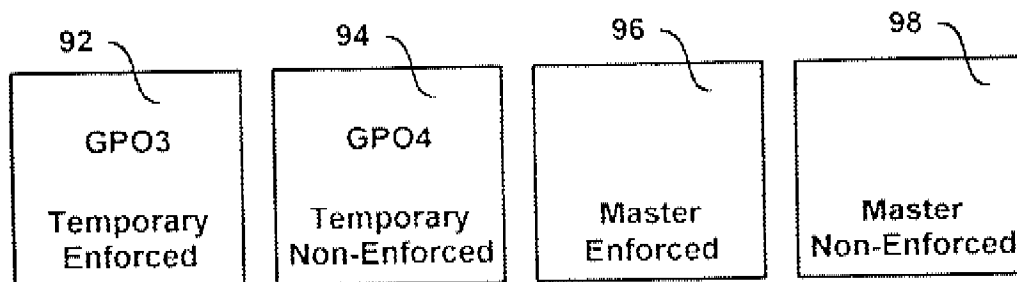 92
94
96
98
GPO3
GPO4
Temporary
Enforced
Temporary
Non-Enforced
Master
Enforced
Master
Non-Enforced